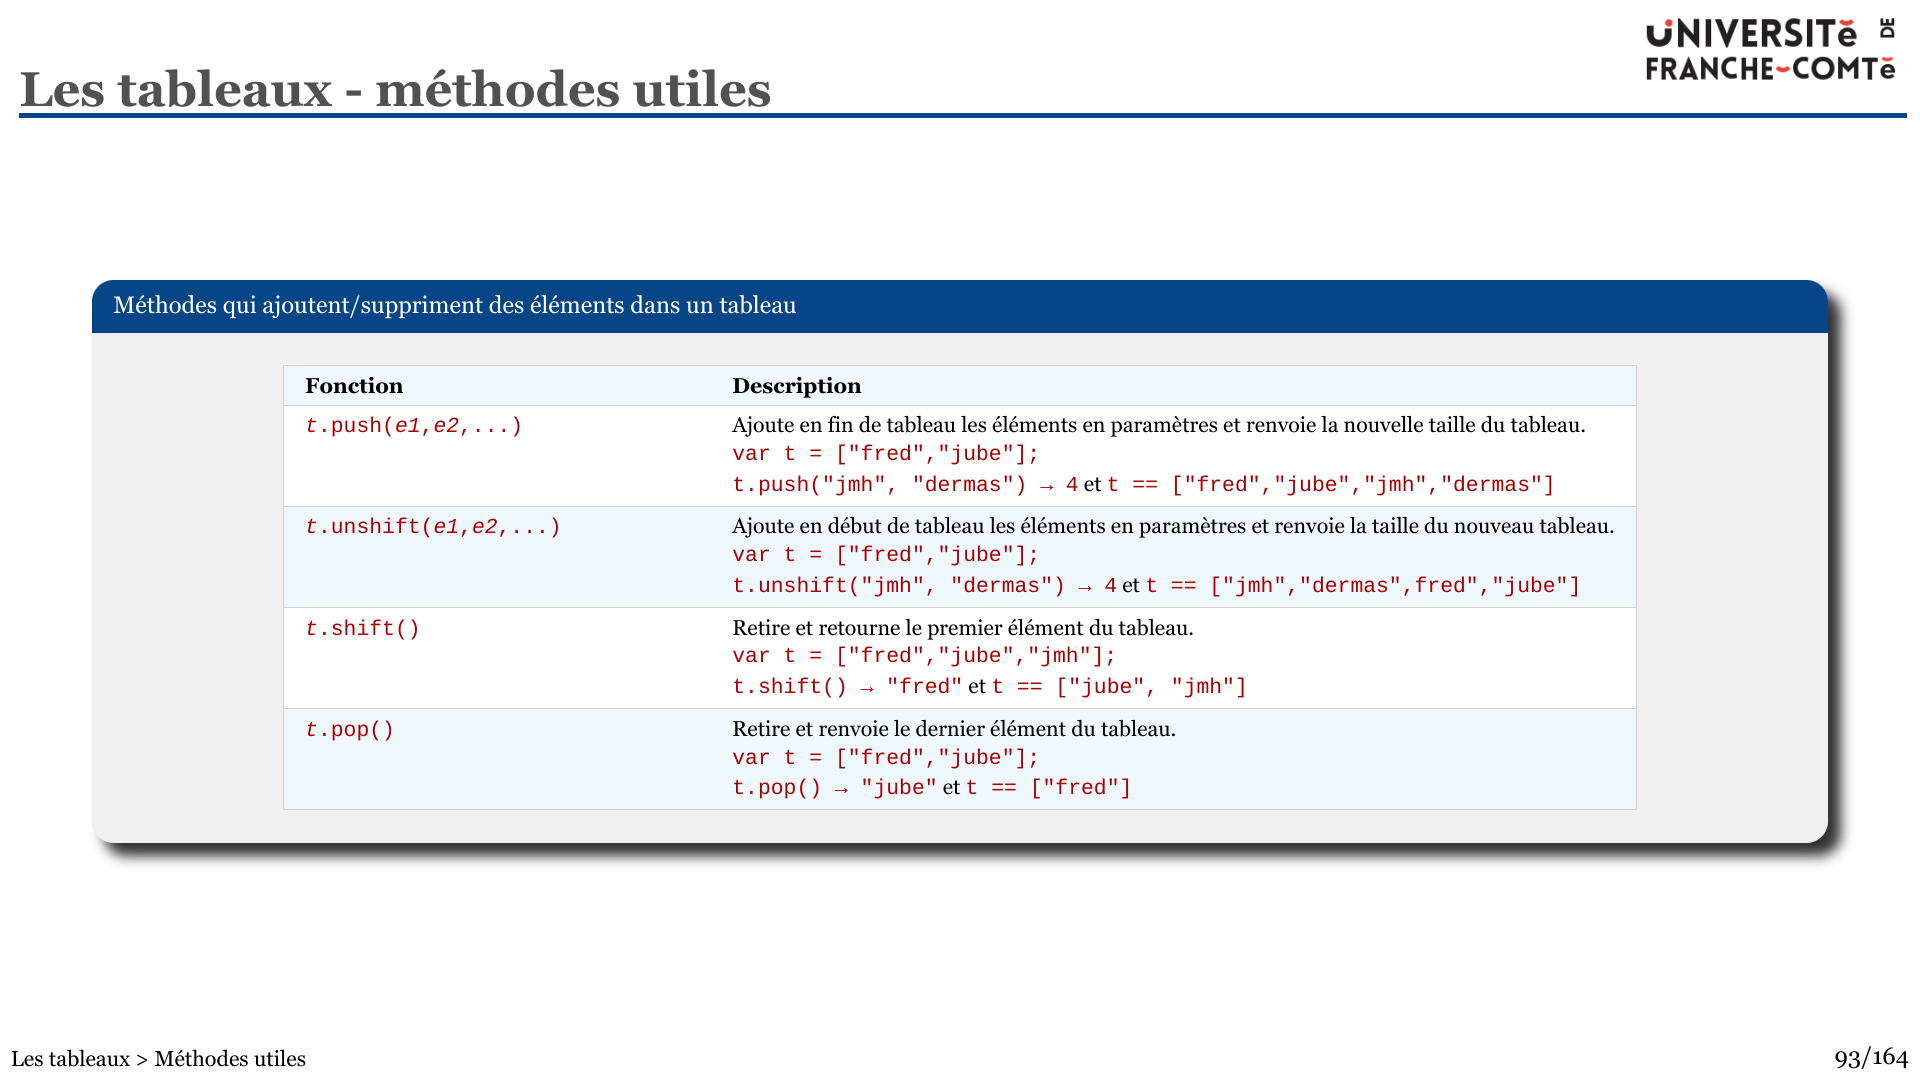 UNIVERSITé DE
FRANCHE-COMTé
Les tableaux - méthodes utiles
Méthodes qui ajoutent/suppriment des éléments dans un tableau
Fonction Description
t.push(e1,e2,...) Ajoute en fin de tableau les éléments en paramètres et renvoie la nouvelle taille du tableau.
var t = ["fred","jube"];
t.push("jmh", "dermas") → 4 et t == ["fred","jube","jmh","dermas"]
t.unshift(e1,e2,...) Ajoute en début de tableau les éléments en paramètres et renvoie la taille du nouveau tableau.
var t = ["fred","jube"];
t.unshift("jmh", "dermas") → 4 et t == ["jmh","dermas",fred","jube"]
t.shift() Retire et retourne le premier élément du tableau.
var t = ["fred","jube","jmh"];
t.shift() → "fred" et t == ["jube", "jmh"]
t.pop() Retire et renvoie le dernier élément du tableau.
var t = ["fred","jube"];
t.pop() → "jube" et t == ["fred"]
Les tableaux > Méthodes utiles 93/164